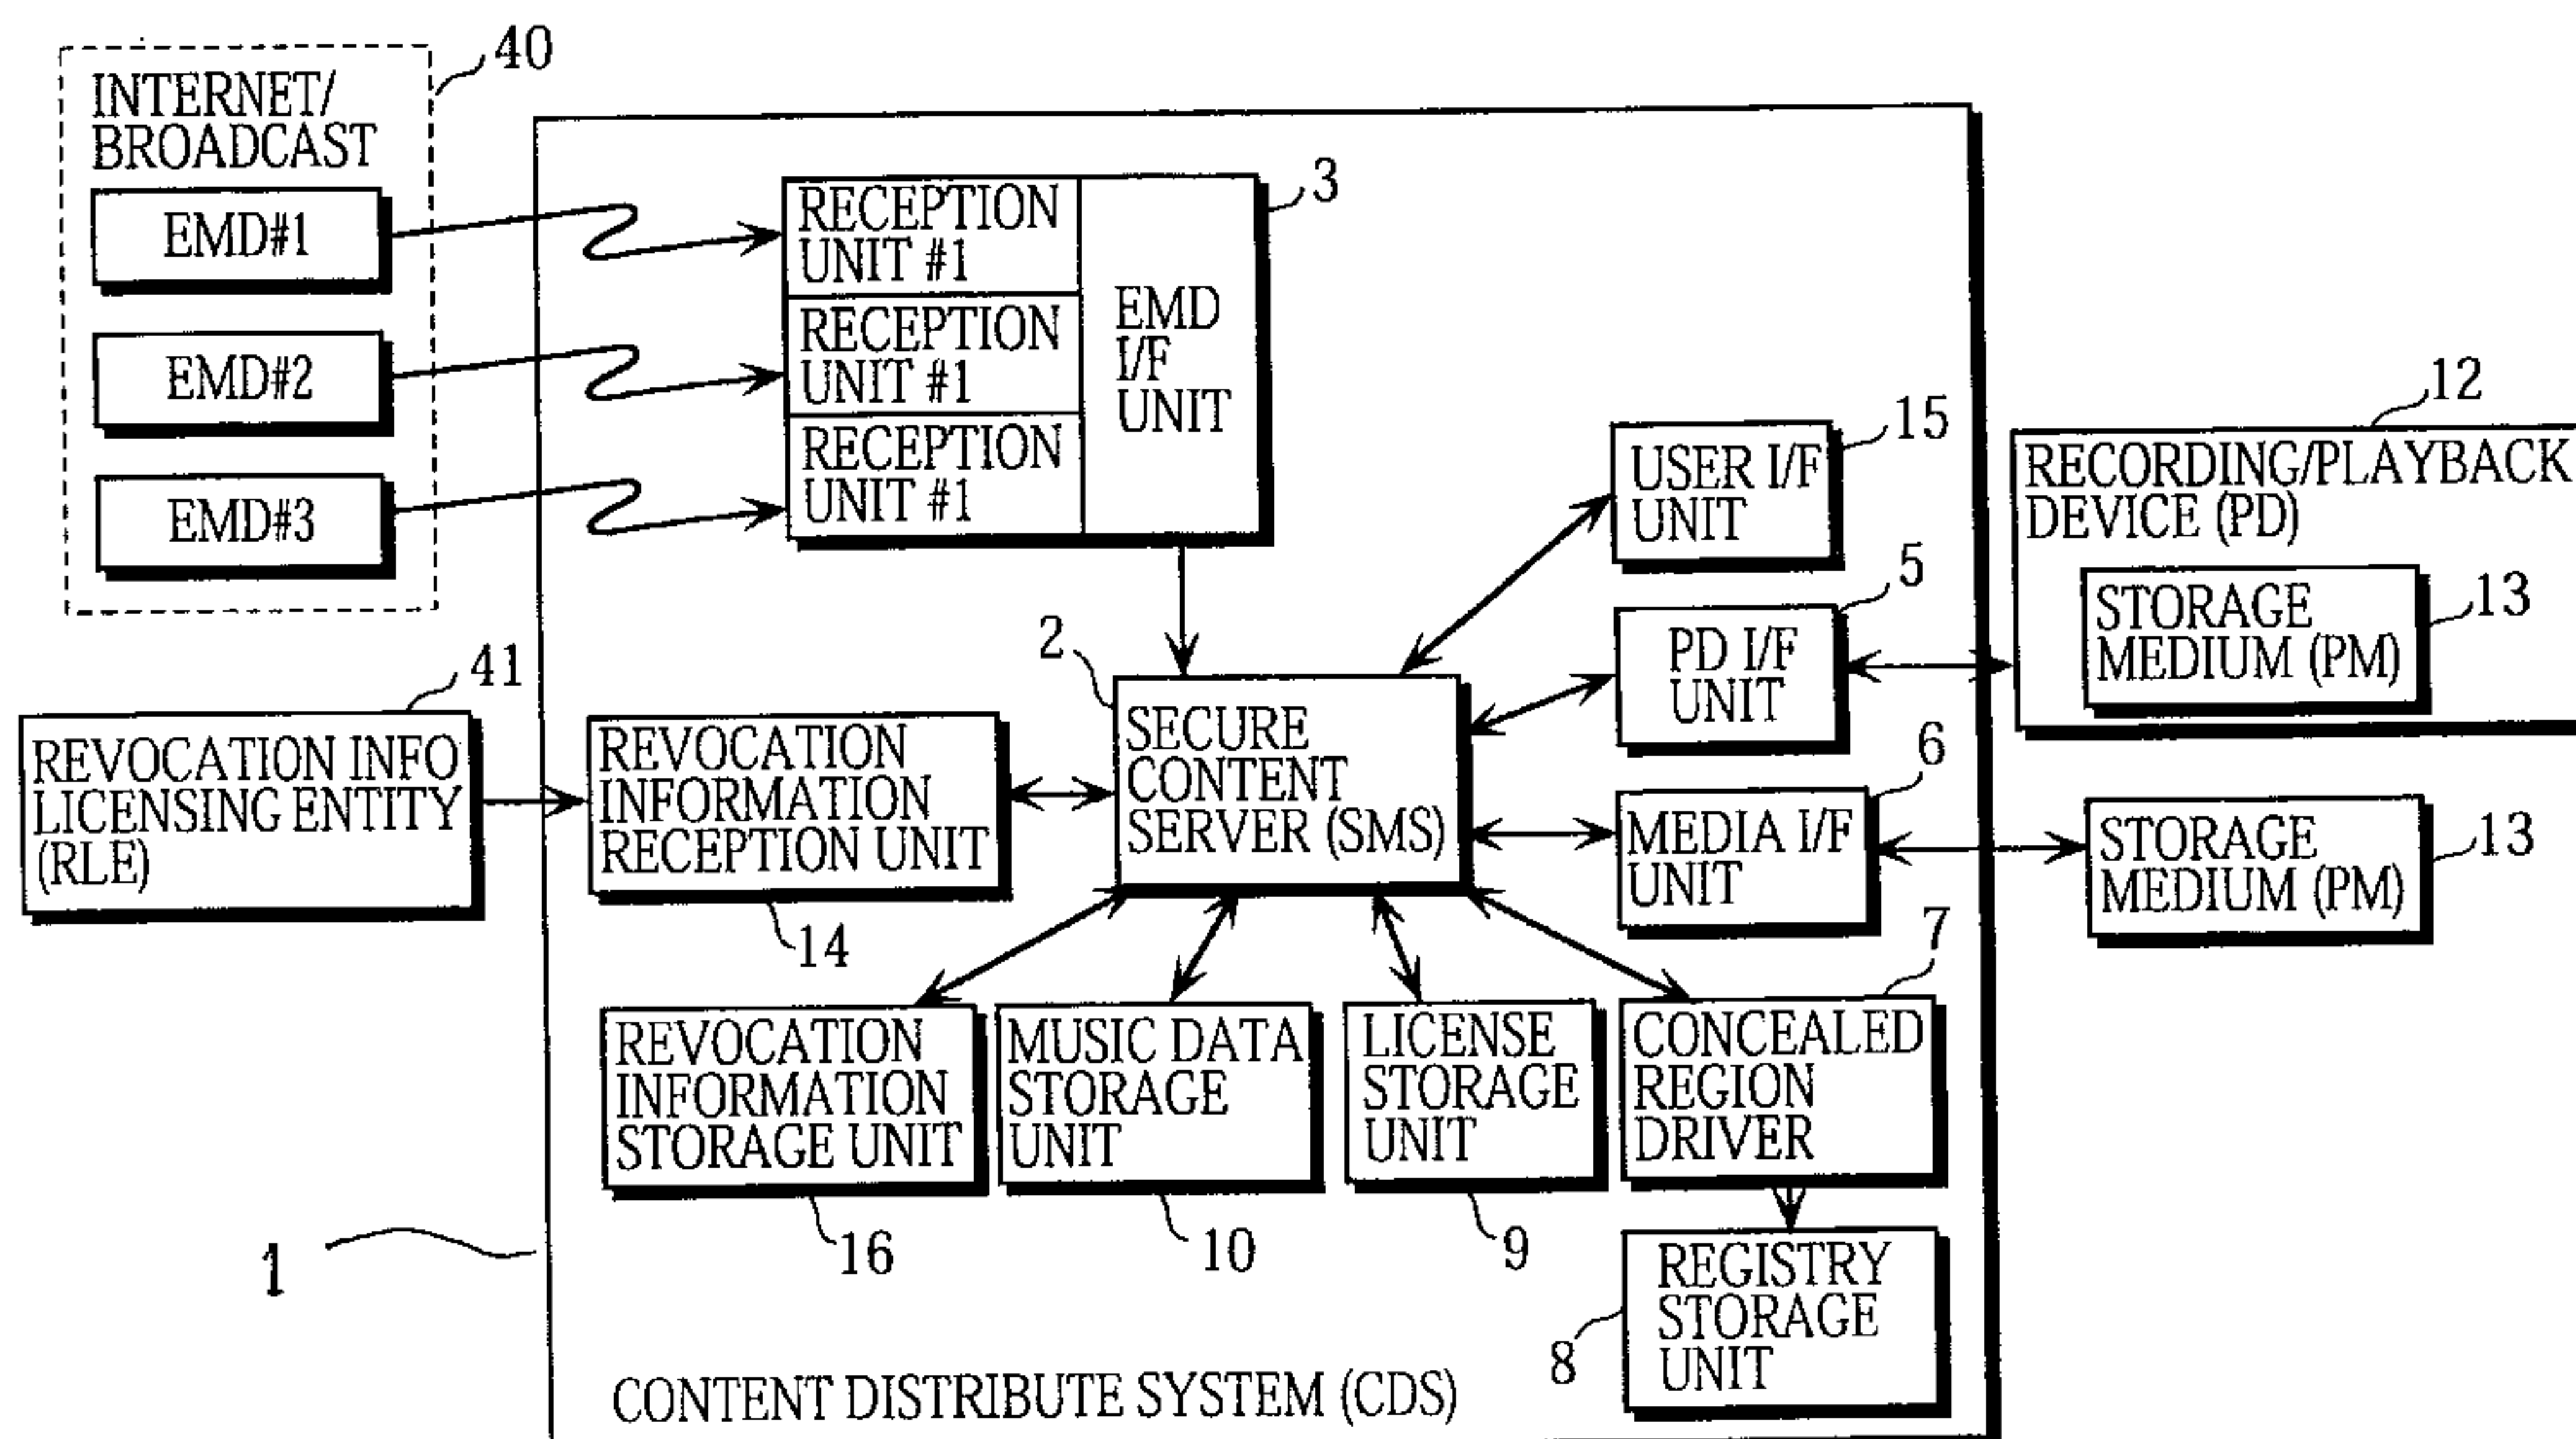 40
INTERNET/
BROADCAST
EMD#1
EMD#2
EMD#3
3
RECEPTION
UNIT #1
RECEPTION
UNIT #1
RECEPTION
UNIT #1
EMD
I/F
UNIT
15
USER I/F
UNIT
12
RECORDING/PLAYBACK
DEVICE (PD)
STORAGE
MEDIUM (PM)
13
5
PD I/F
UNIT
2
SECURE
CONTENT
SERVER (SMS)
41
REVOCATION INFO
LICENSING ENTITY
(RLE)
REVOCATION
INFORMATION
RECEPTION UNIT
14
6
MEDIA I/F
UNIT
STORAGE
MEDIUM (PM)
13
7
REVOCATION
INFORMATION
STORAGE UNIT
16
MUSIC DATA
STORAGE
UNIT
10
LICENSE
STORAGE
UNIT
9
CONCEALED
REGION
DRIVER
1
REGISTRY
STORAGE
UNIT
8
CONTENT DISTRIBUTE SYSTEM (CDS)